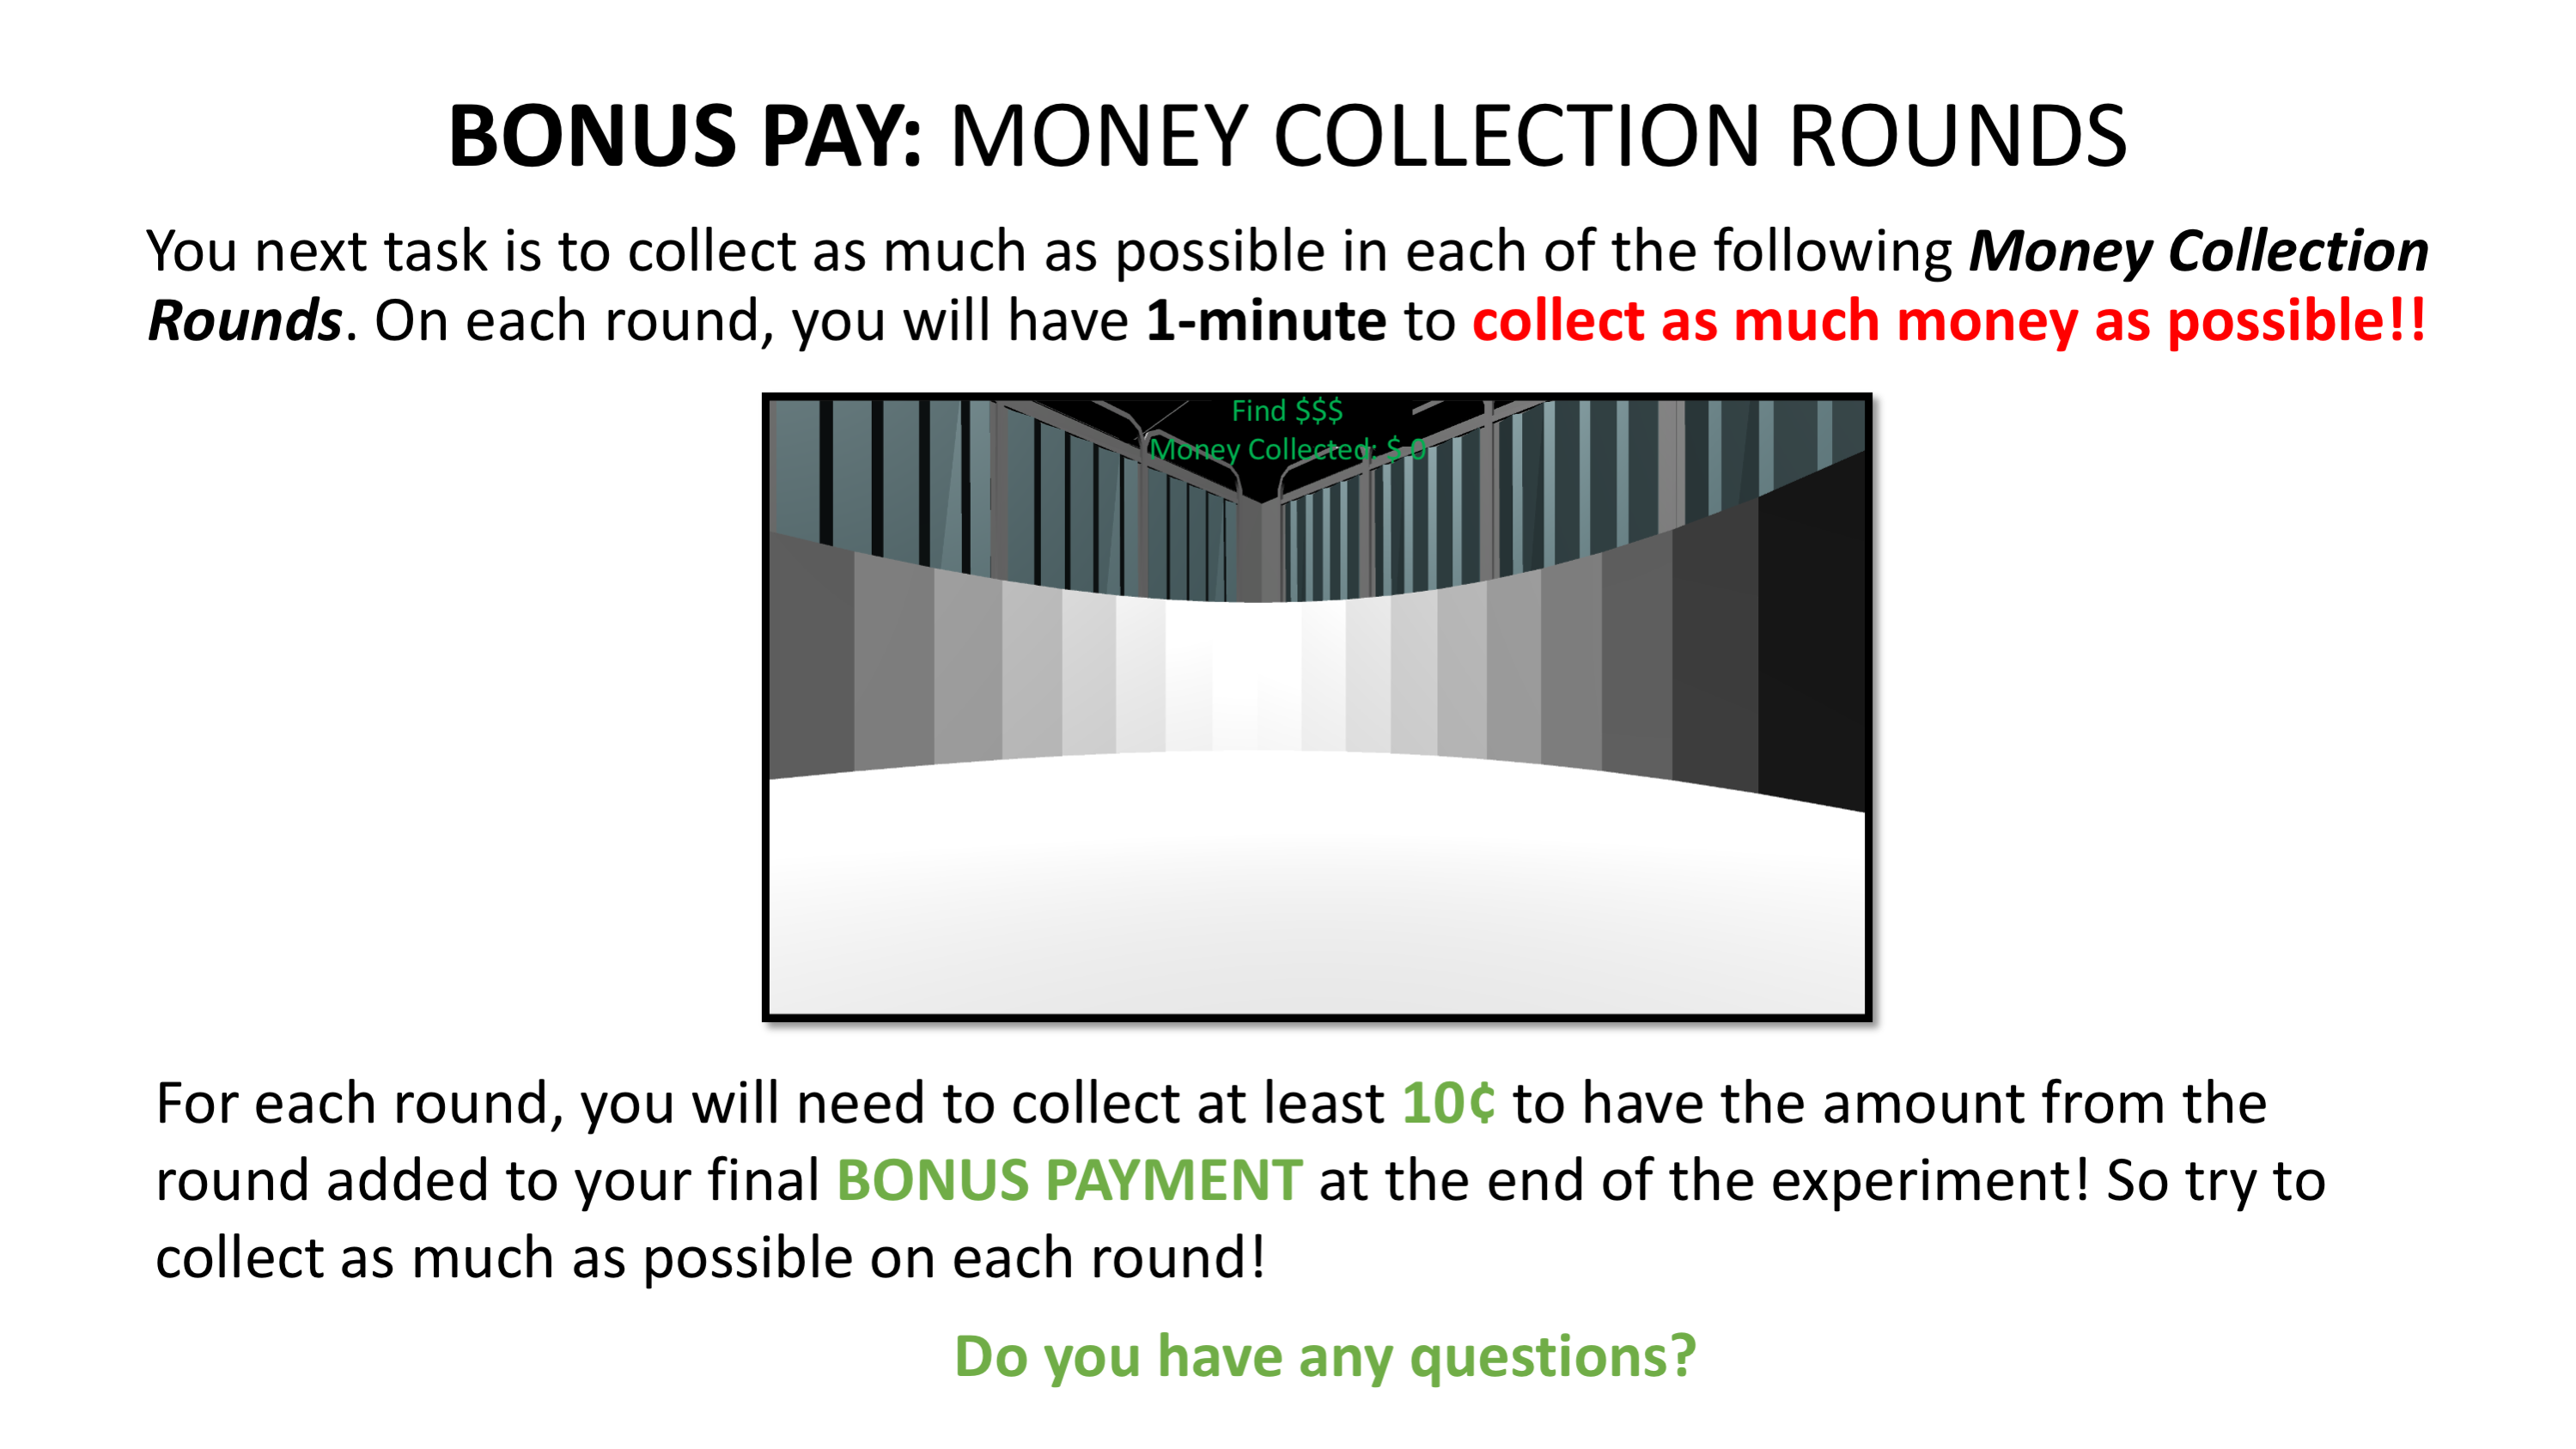 BONUS PAY: MONEY COLLECTION ROUNDS
You next task is to collect as much as possible in each of the following Money Collection
Rounds. On each round, you will have 1-minute to collect as much money as possible!!
Find $$$
Money Collected: $ 0
For each round, you will need to collect at least 10¢ to have the amount from the
round added to your final BONUS PAYMENT at the end of the experiment! So try to
collect as much as possible on each round!
Do you have any questions?